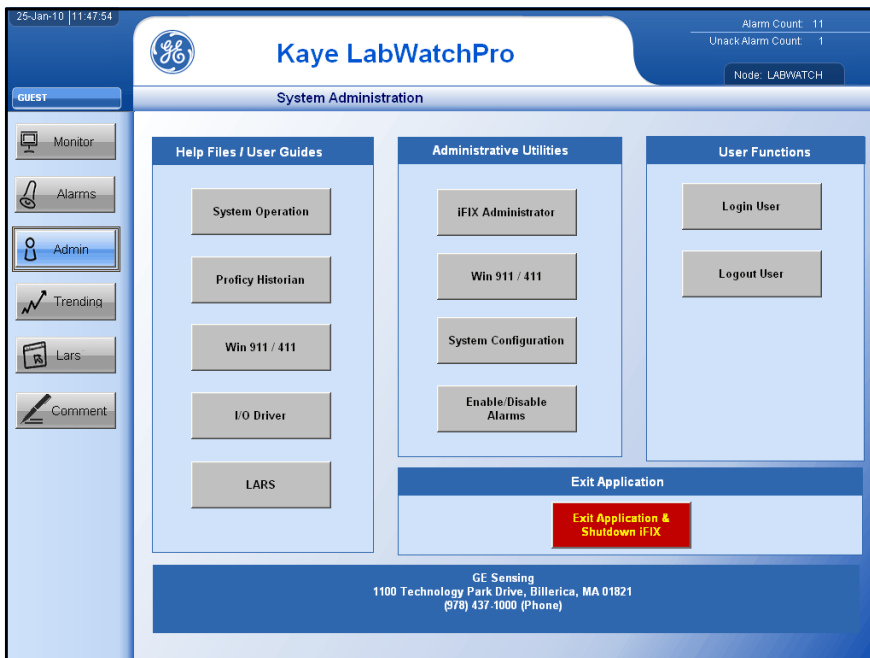 25-Jan-10 11:47:54
Alarm Count: 11
Unack Alarm Count: 1
Node: LABWATCH
GE
Kaye LabWatchPro
GUEST
System Administration
Monitor
Alarms
Admin
Trending
Lars
Comment
Help Files / User Guides
System Operation
Proficy Historian
Win 911 / 411
I/O Driver
LARS
Administrative Utilities
iFIX Administrator
Win 911 / 411
System Configuration
Enable/Disable
Alarms
User Functions
Login User
Logout User
Exit Application
Exit Application &
Shutdown iFIX
GE Sensing
1100 Technology Park Drive, Billerica, MA 01821
(978) 437-1000 (Phone)